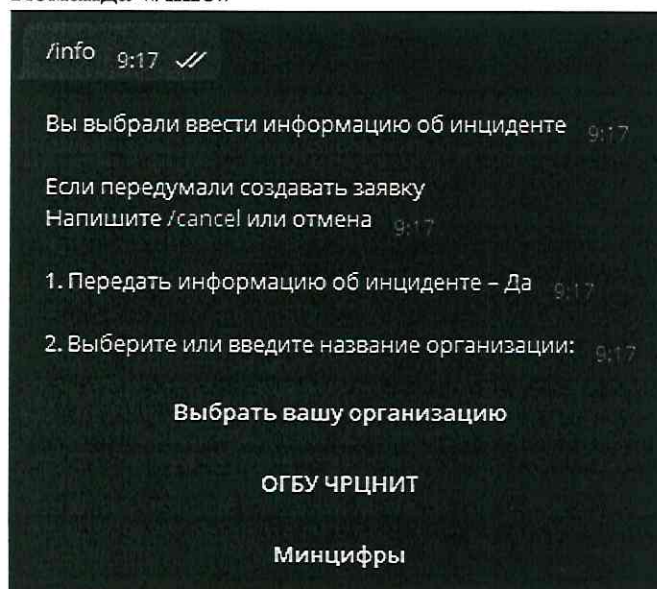 /info 9:17
Вы выбрали ввести информацию об инциденте 9:17
Если передумали создавать заявку
Напишите /cancel или отмена 9:17
1. Передать информацию об инциденте – Да 9:17
2. Выберите или введите название организации: 9:17
Выбрать вашу организацию
ОГБУ ЧРЦНИТ
Минцифры